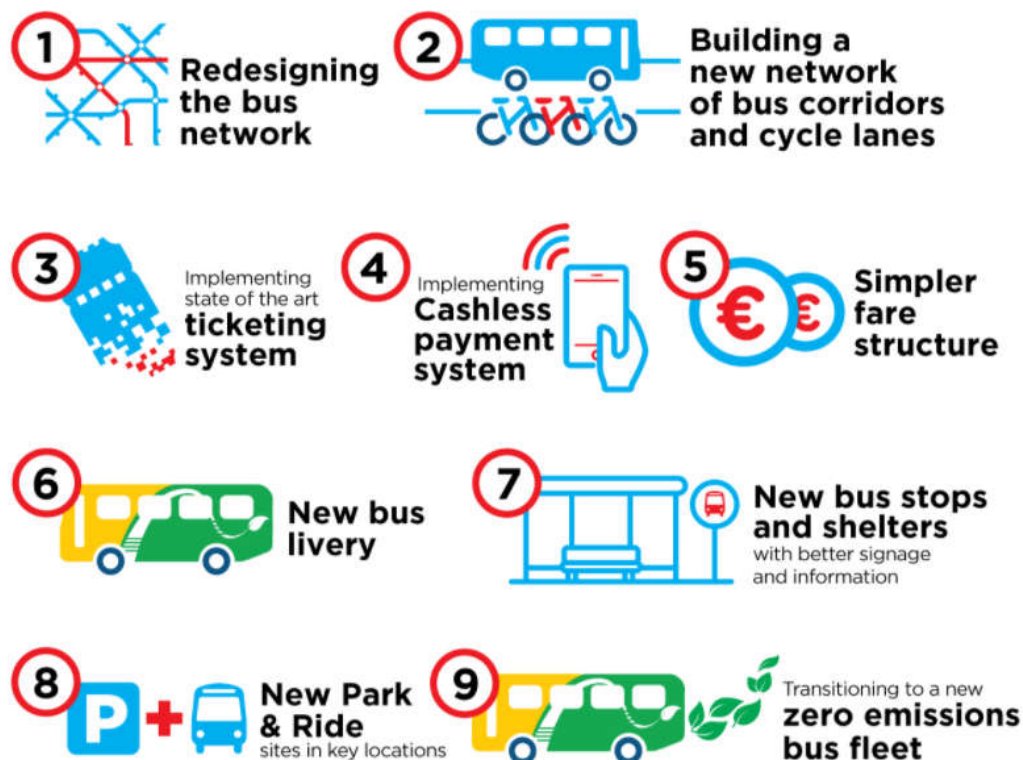 1
Redesigning
the bus
network
2
Building a
new network
of bus corridors
and cycle lanes
3
Implementing
state of the art
ticketing
system
4
Implementing
Cashless
payment
system
5
€
€
Simpler
fare
structure
6
New bus
livery
7
New bus stops
and shelters
with better signage
and information
8
P
New Park
& Ride
sites in key locations
9
Transitioning to a new
zero emissions
bus fleet